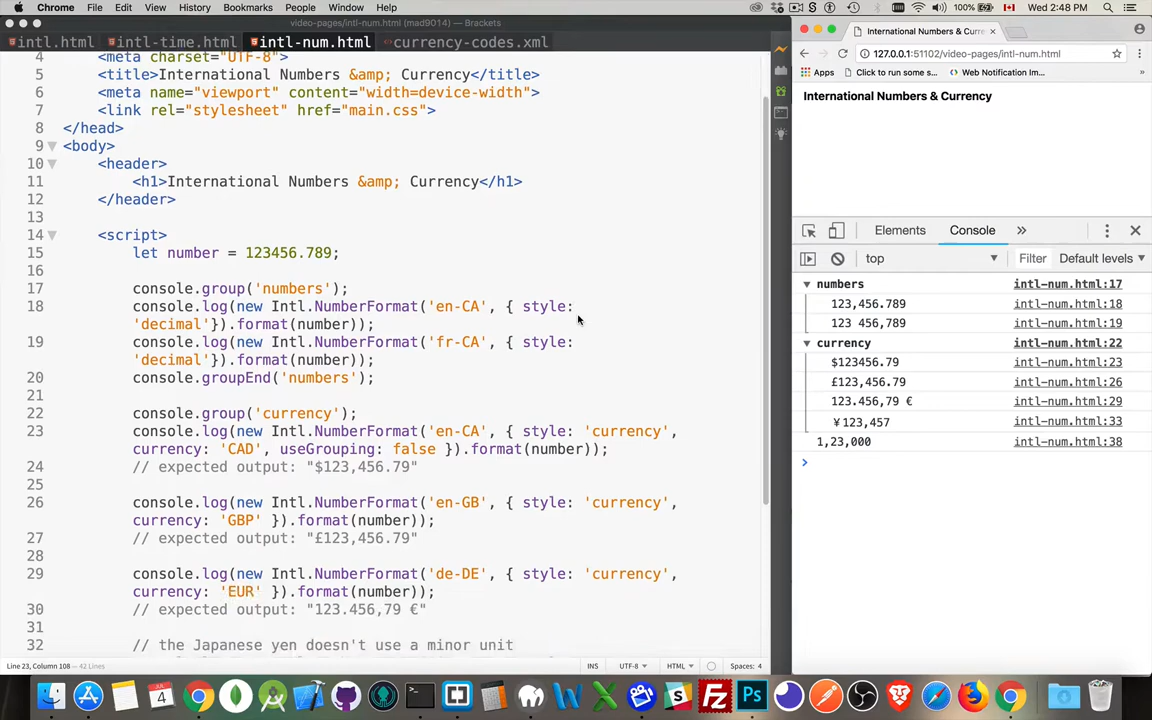 Chrome File Edit View History Bookmarks People Window Help 100% Wed 2:48 PM
video-pages/intl-num.html (mad9014) — Brackets
intl.html intl-time.html intl-num.html currency-codes.xml
4 <meta charset="UTF-8">
5 <title>International Numbers &amp; Currency</title>
6 <meta name="viewport" content="width=device-width">
7 <link rel="stylesheet" href="main.css">
8 </head>
9 <body>
10 <header>
11 <h1>International Numbers &amp; Currency</h1>
12 </header>
13
14 <script>
15 let number = 123456.789;
16
17 console.group('numbers');
18 console.log(new Intl.NumberFormat('en-CA', { style:
'decimal'}).format(number));
19 console.log(new Intl.NumberFormat('fr-CA', { style:
'decimal'}).format(number));
20 console.groupEnd('numbers');
21
22 console.group('currency');
23 console.log(new Intl.NumberFormat('en-CA', { style: 'currency',
currency: 'CAD', useGrouping: false }).format(number));
24 // expected output: "$123,456.79"
25
26 console.log(new Intl.NumberFormat('en-GB', { style: 'currency',
currency: 'GBP' }).format(number));
27 // expected output: "£123,456.79"
28
29 console.log(new Intl.NumberFormat('de-DE', { style: 'currency',
currency: 'EUR' }).format(number));
30 // expected output: "123.456,79 €"
31
32 // the Japanese yen doesn't use a minor unit
Line 23, Column 108 — 42 Lines INS UTF-8 HTML Spaces: 4
International Numbers & Curre
127.0.0.1:51102/video-pages/intl-num.html
Apps Click to run some s... Web Notification Im... »
International Numbers & Currency
Elements Console »
top Filter Default levels
numbers intl-num.html:17
123,456.789 intl-num.html:18
123 456,789 intl-num.html:19
currency intl-num.html:22
$123456.79 intl-num.html:23
£123,456.79 intl-num.html:26
123.456,79 € intl-num.html:29
￥123,457 intl-num.html:33
1,23,000 intl-num.html:38
>